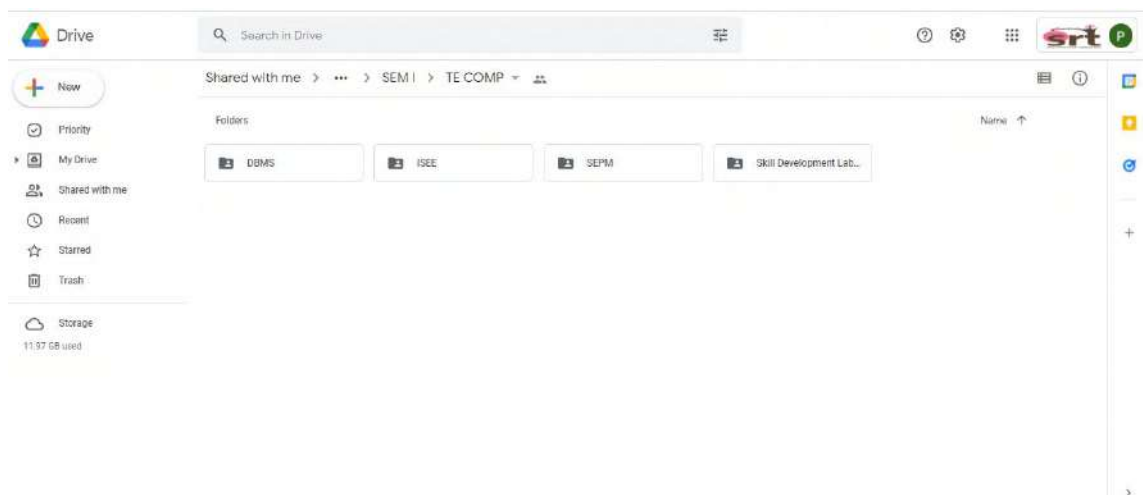 Drive
Search in Drive
srt
P
New
Shared with me > ••• > SEM I > TE COMP
Priority
My Drive
Shared with me
Recent
Starred
Trash
Storage
11.97 GB used
Folders
Name ↑
DBMS
ISEE
SEPM
Skill Development Lab...